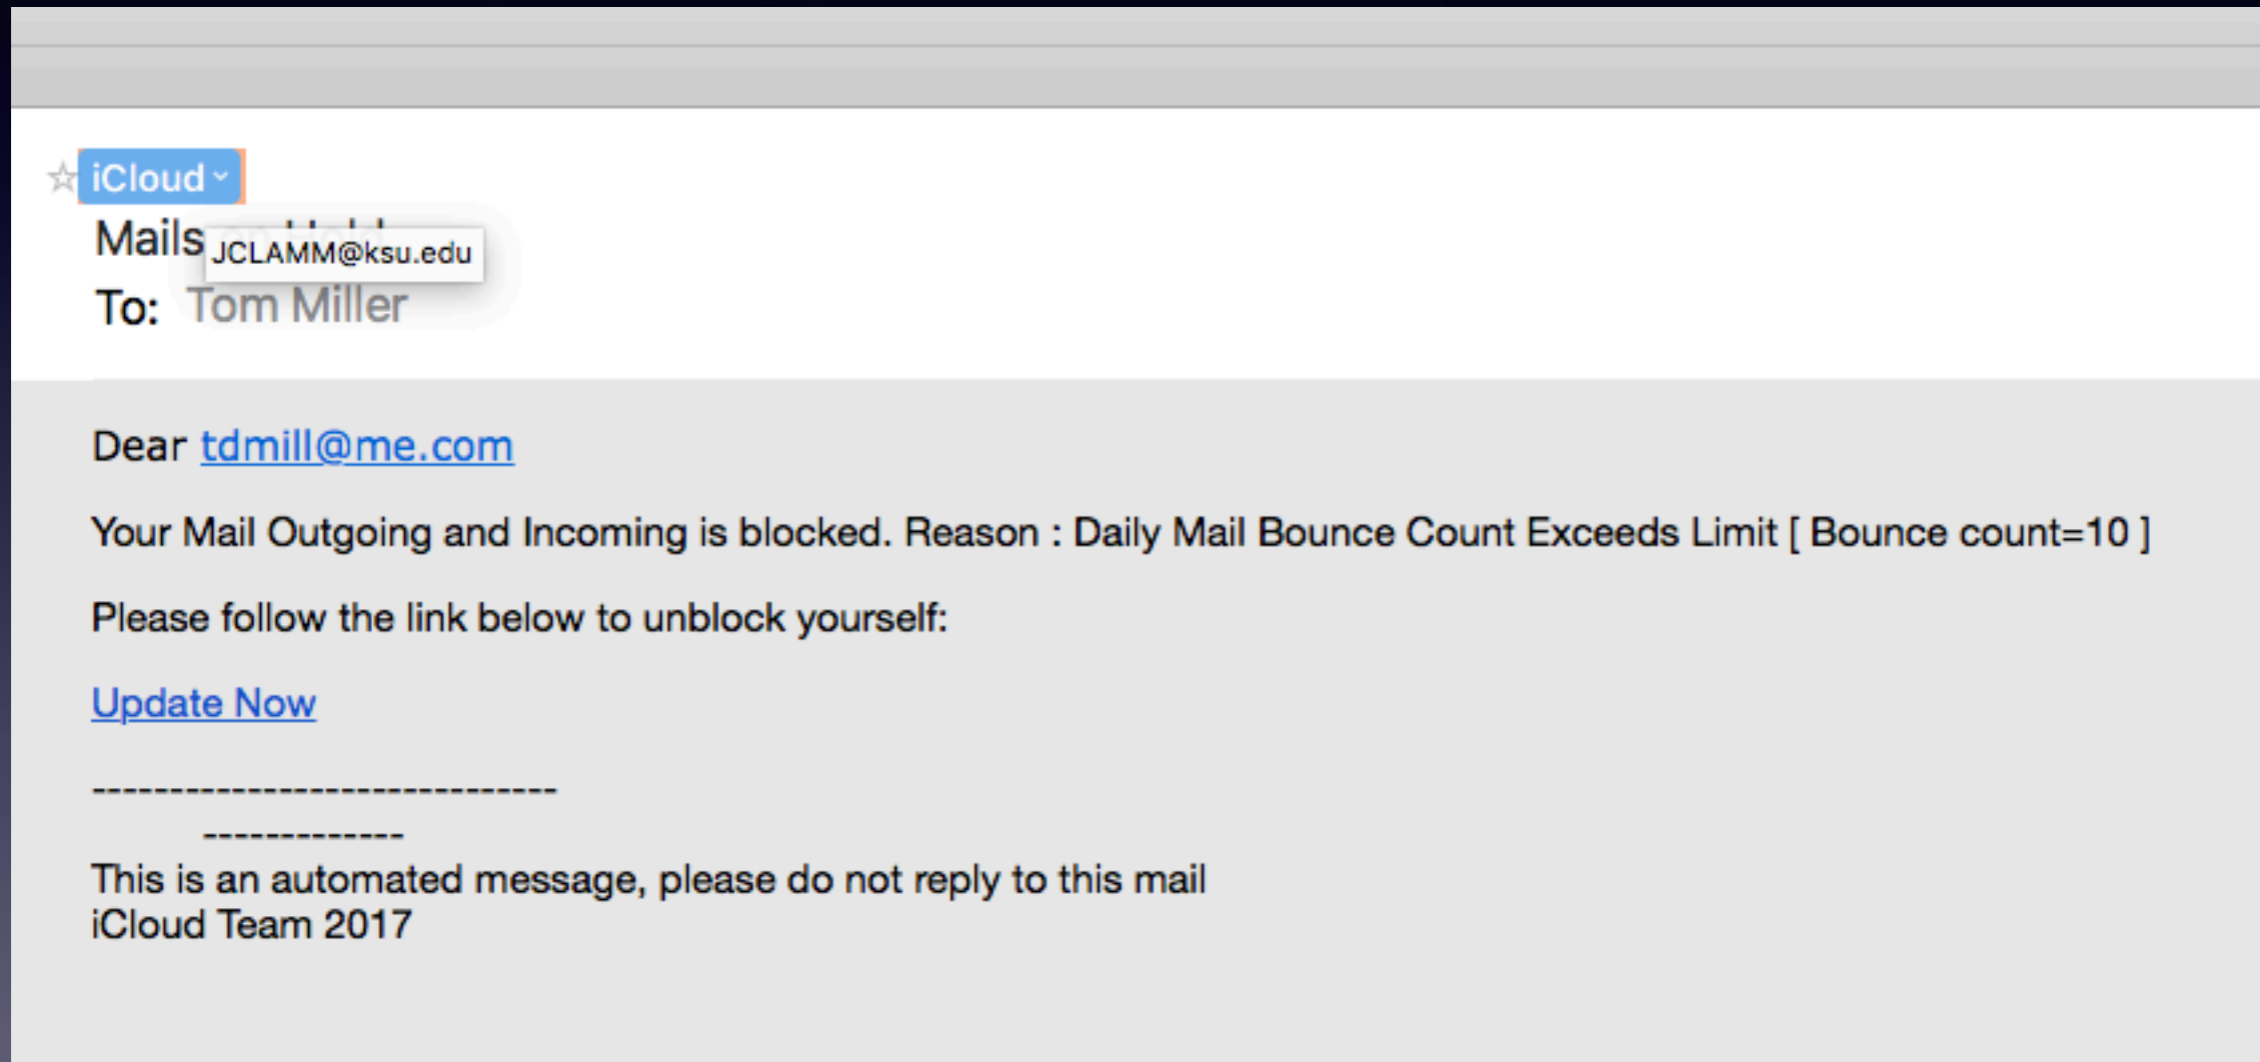 iCloud
Mails on Hold
JCLAMM@ksu.edu
To: Tom Miller
Dear tdmill@me.com
Your Mail Outgoing and Incoming is blocked. Reason : Daily Mail Bounce Count Exceeds Limit [ Bounce count=10 ]
Please follow the link below to unblock yourself:
Update Now
------------------------------
-------------
This is an automated message, please do not reply to this mail
iCloud Team 2017